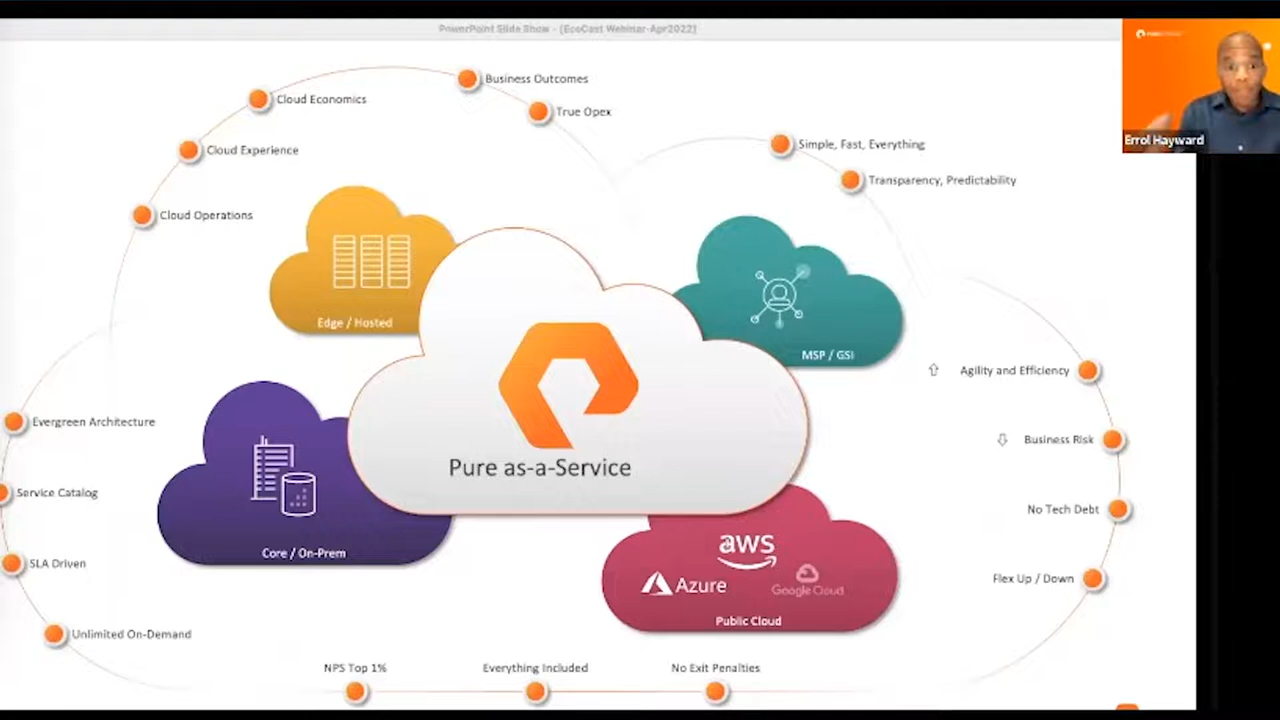 PowerPoint Slide Show - [EcoCast Webinar-Apr2022]
Errol Hayward
Business Outcomes
Cloud Economics
True Opex
Cloud Experience
Cloud Operations
Simple, Fast, Everything
Transparency, Predictability
Edge / Hosted
MSP / GSI
Agility and Efficiency
Evergreen Architecture
Business Risk
Pure as-a-Service
Service Catalog
No Tech Debt
Core / On-Prem
aws
SLA Driven
Flex Up / Down
Azure
Google Cloud
Public Cloud
Unlimited On-Demand
NPS Top 1%
Everything Included
No Exit Penalties